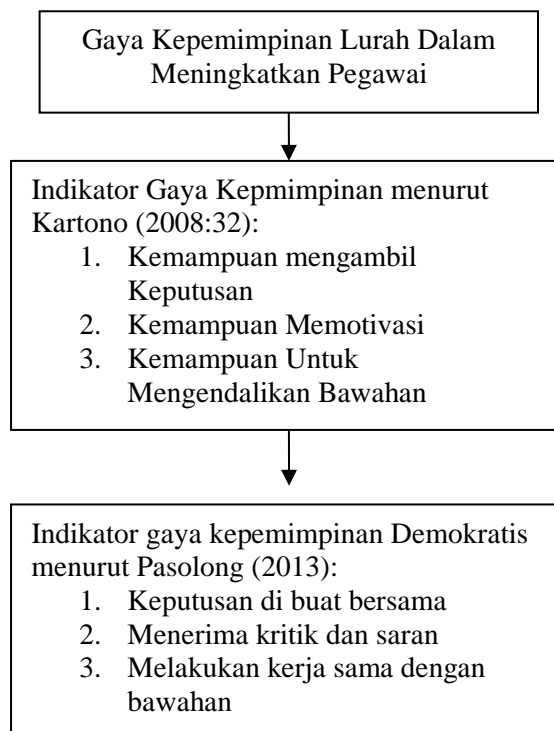 Gaya Kepemimpinan Lurah Dalam
Meningkatkan Pegawai
Indikator Gaya Kepmimpinan menurut
Kartono (2008:32):
1. Kemampuan mengambil
Keputusan
2. Kemampuan Memotivasi
3. Kemampuan Untuk
Mengendalikan Bawahan
Indikator gaya kepemimpinan Demokratis
menurut Pasolong (2013):
1. Keputusan di buat bersama
2. Menerima kritik dan saran
3. Melakukan kerja sama dengan
bawahan